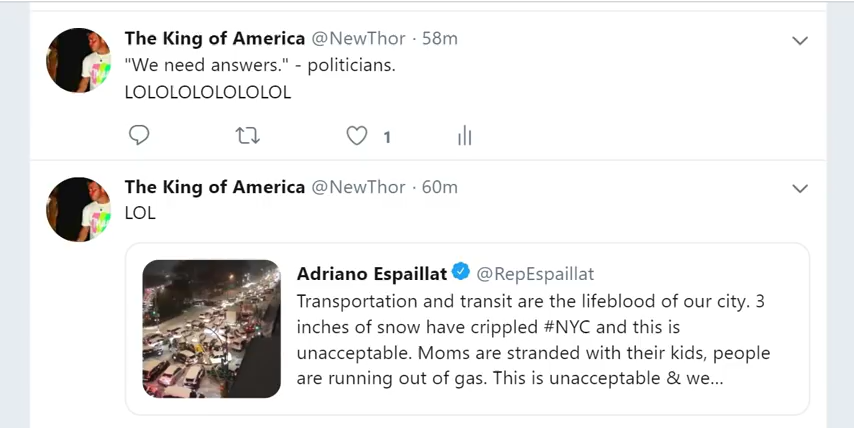 The King of America @NewThor · 58m
"We need answers." - politicians.
LOLOLOLOLOLOLOL
1
The King of America @NewThor · 60m
LOL
Adriano Espaillat @RepEspaillat
Transportation and transit are the lifeblood of our city. 3
inches of snow have crippled #NYC and this is
unacceptable. Moms are stranded with their kids, people
are running out of gas. This is unacceptable & we...